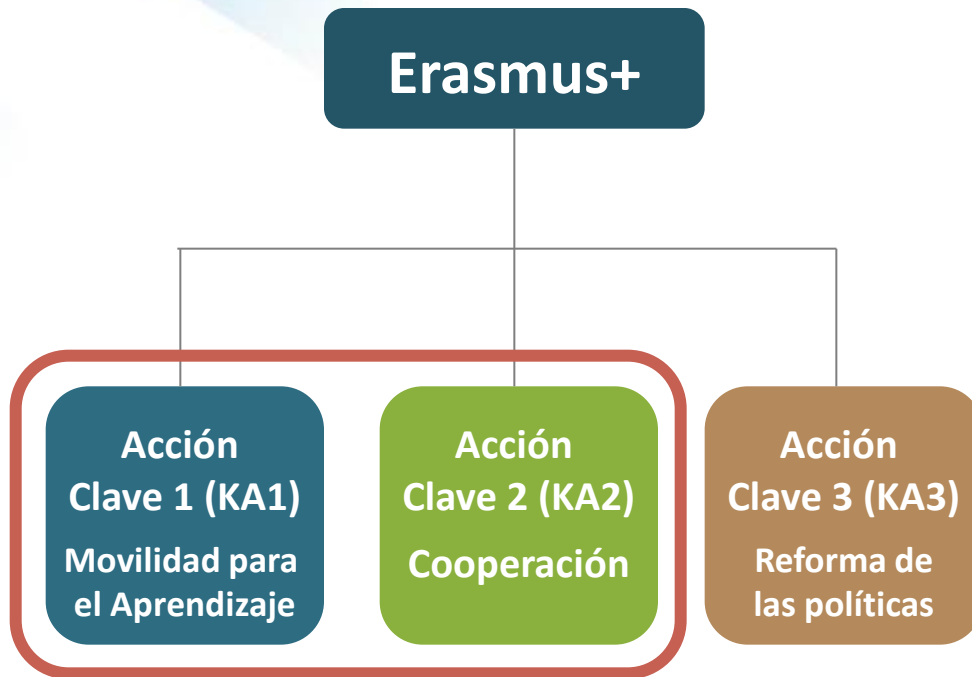 Erasmus+
Acción
Clave 1 (KA1)
Movilidad para
el Aprendizaje
Acción
Clave 2 (KA2)
Cooperación
Acción
Clave 3 (KA3)
Reforma de
las políticas